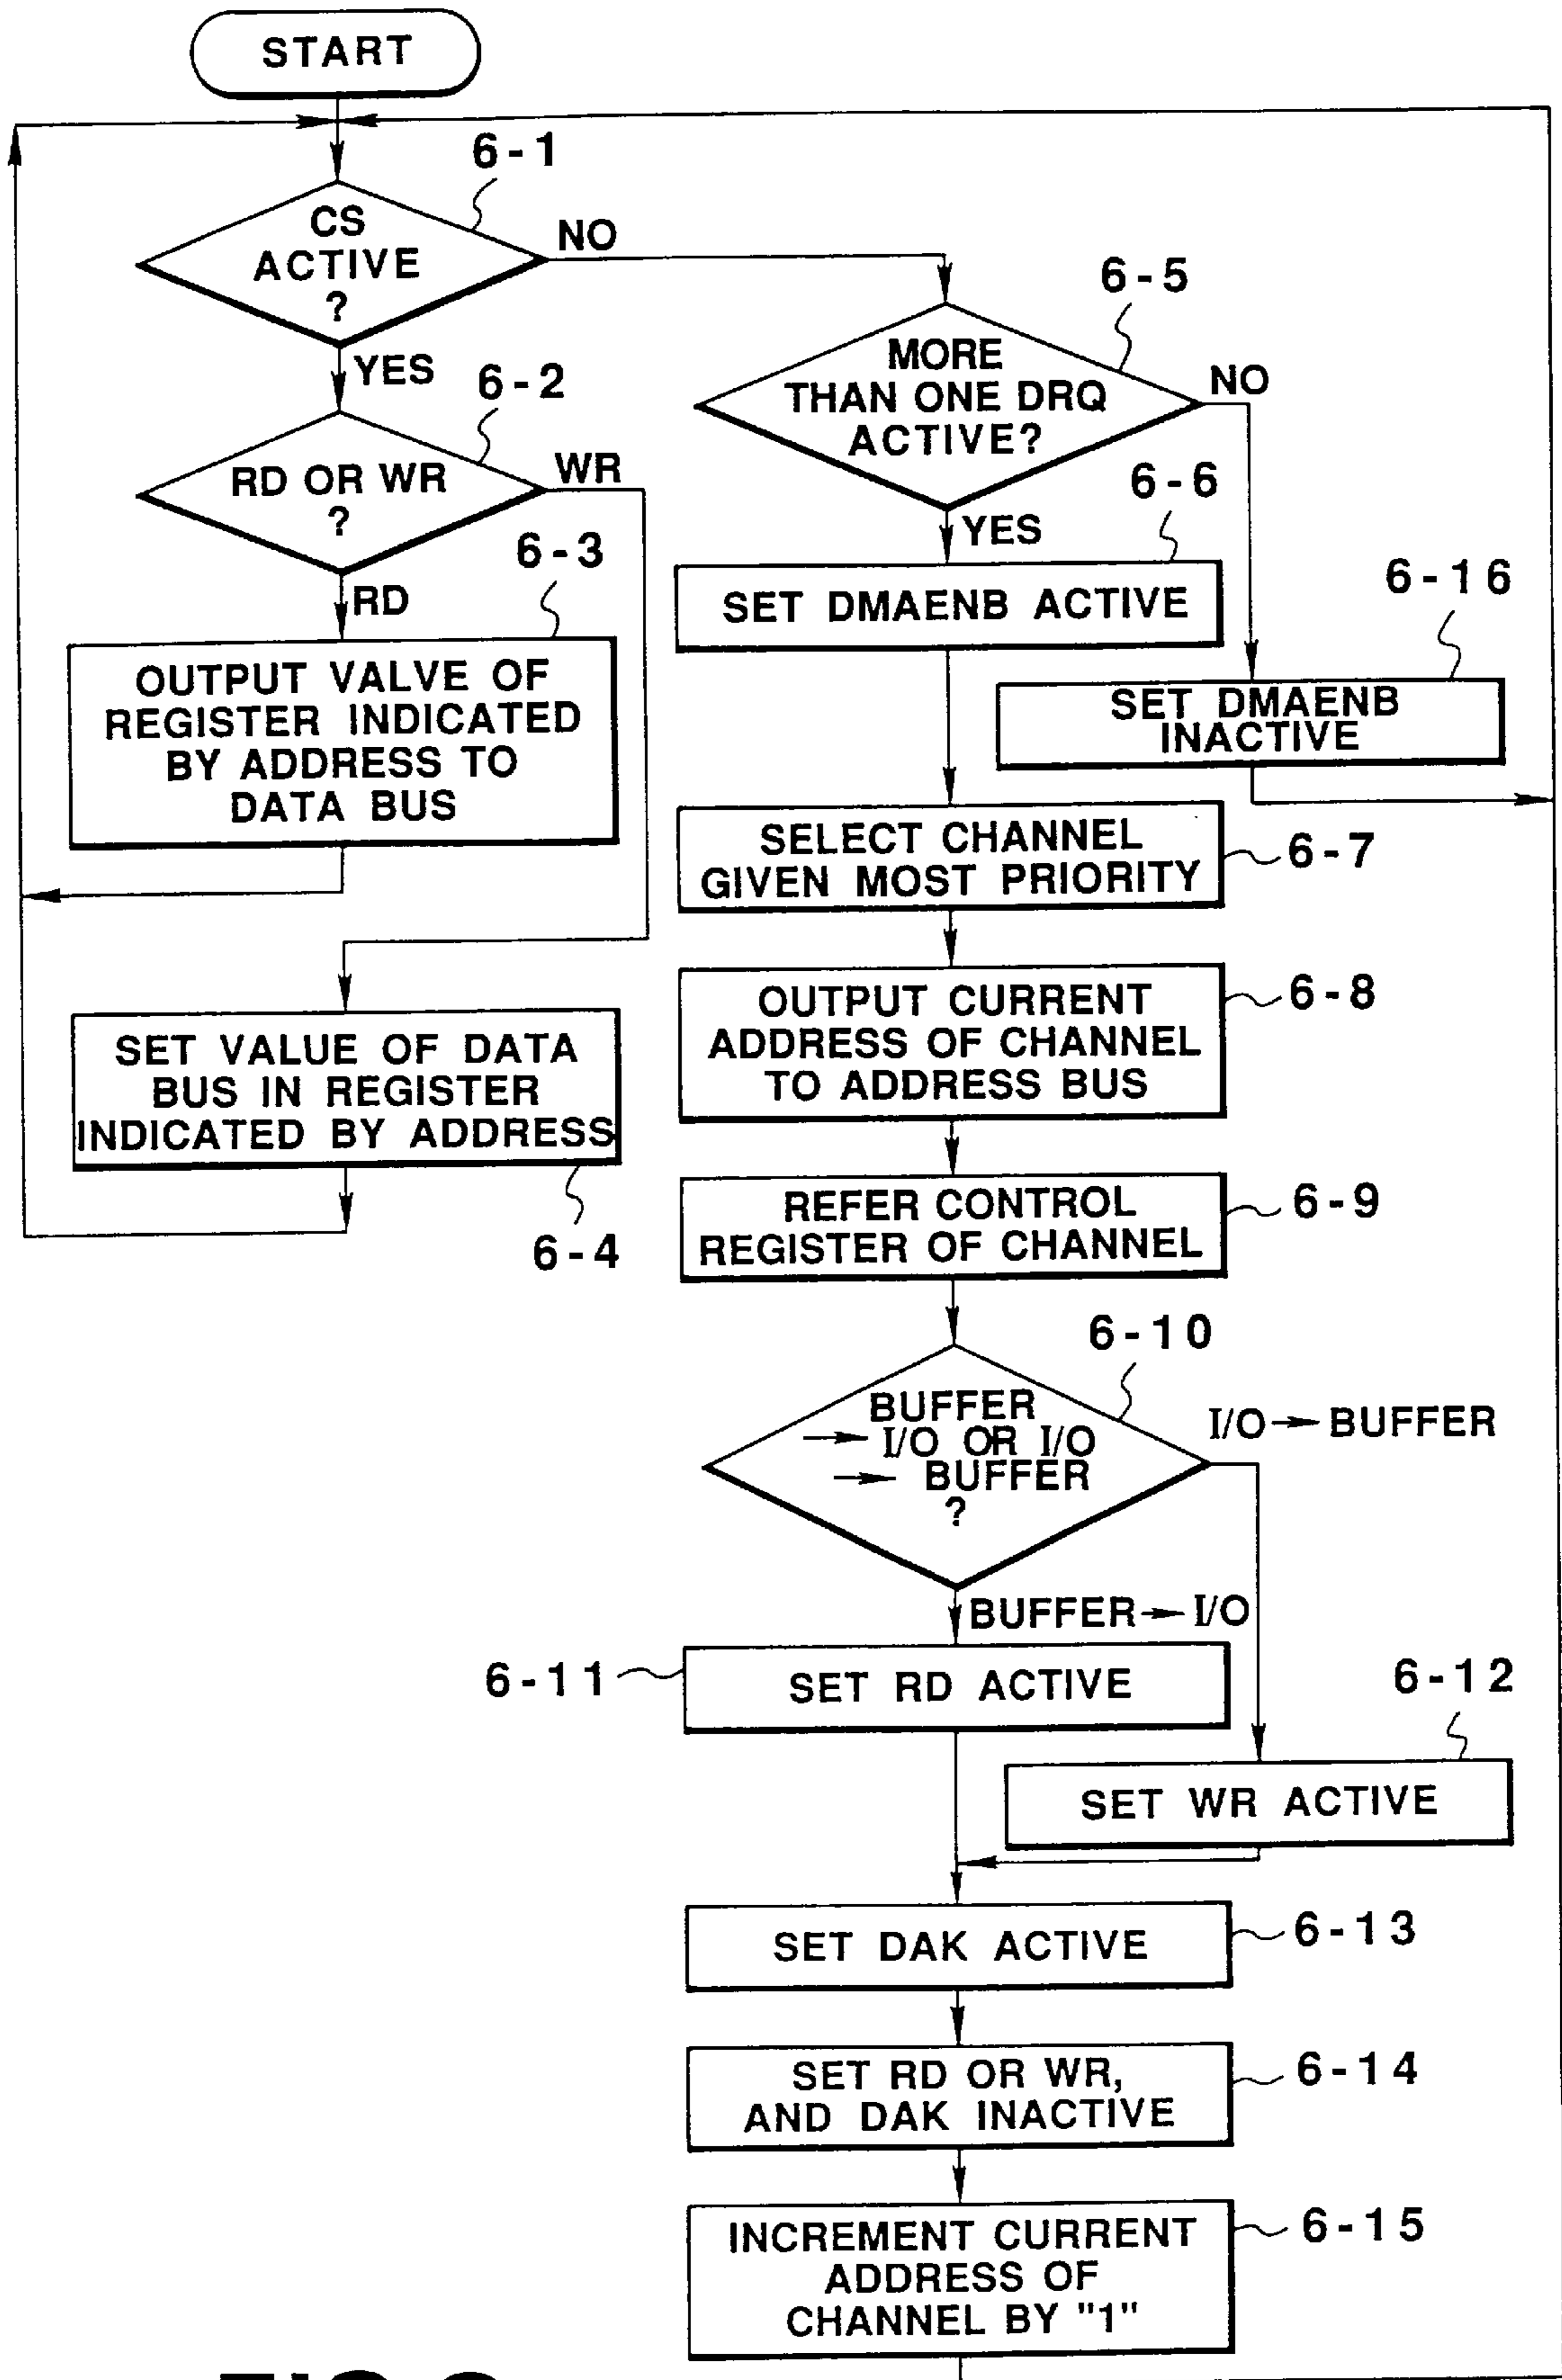 START
6-1
CS
ACTIVE
?
NO
YES
6-2
RD OR WR
?
WR
RD
6-3
OUTPUT VALVE OF
REGISTER INDICATED
BY ADDRESS TO
DATA BUS
SET VALUE OF DATA
BUS IN REGISTER
INDICATED BY ADDRESS
6-4
6-5
MORE
THAN ONE DRQ
ACTIVE?
NO
YES
6-6
SET DMAENB ACTIVE
6-16
SET DMAENB
INACTIVE
SELECT CHANNEL
GIVEN MOST PRIORITY
6-7
OUTPUT CURRENT
ADDRESS OF CHANNEL
TO ADDRESS BUS
6-8
REFER CONTROL
REGISTER OF CHANNEL
6-9
6-10
BUFFER
→ I/O OR I/O
→ BUFFER
?
I/O → BUFFER
BUFFER → I/O
6-11
SET RD ACTIVE
6-12
SET WR ACTIVE
SET DAK ACTIVE
6-13
SET RD OR WR,
AND DAK INACTIVE
6-14
INCREMENT CURRENT
ADDRESS OF
CHANNEL BY "1"
6-15